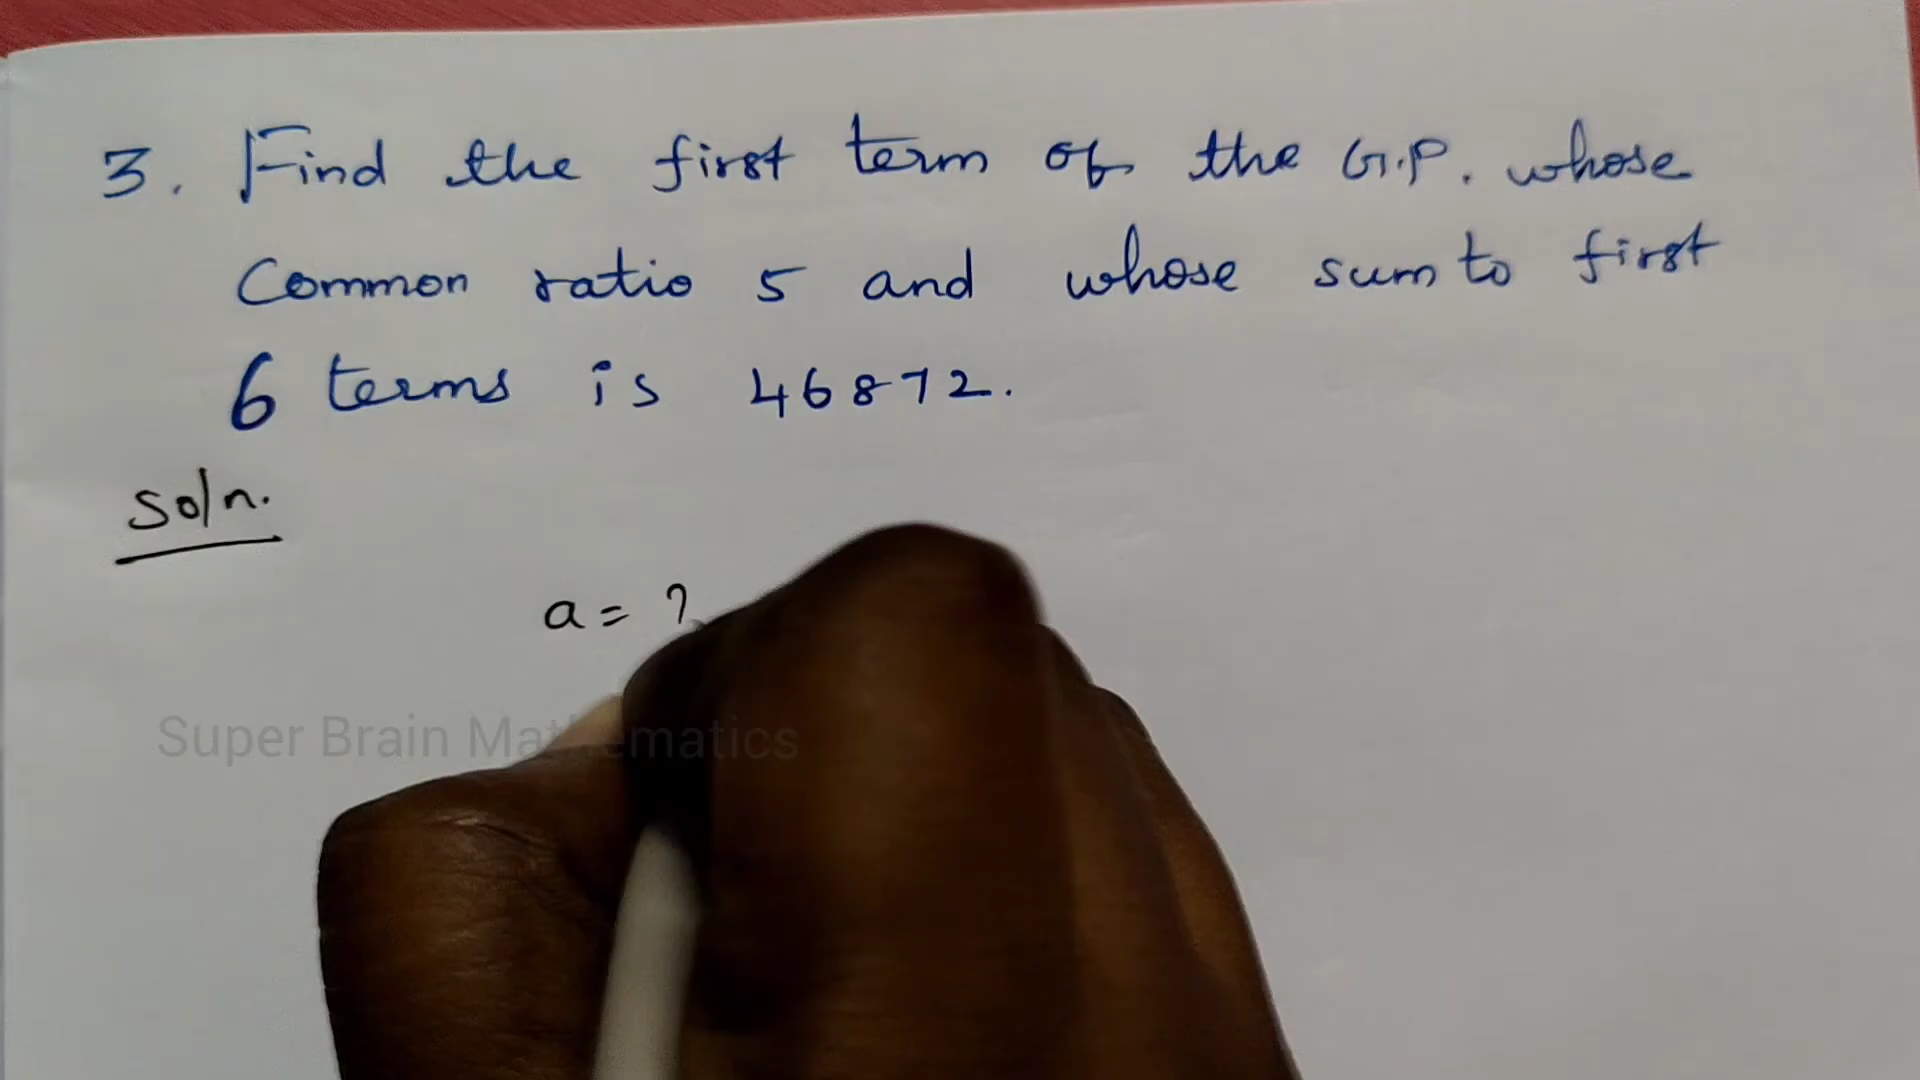 3. Find the first term of the G.P. whose
Common ratio 5 and whose sum to first
6 terms is 46872.
Soln.
a = ?
Super Brain Mathematics